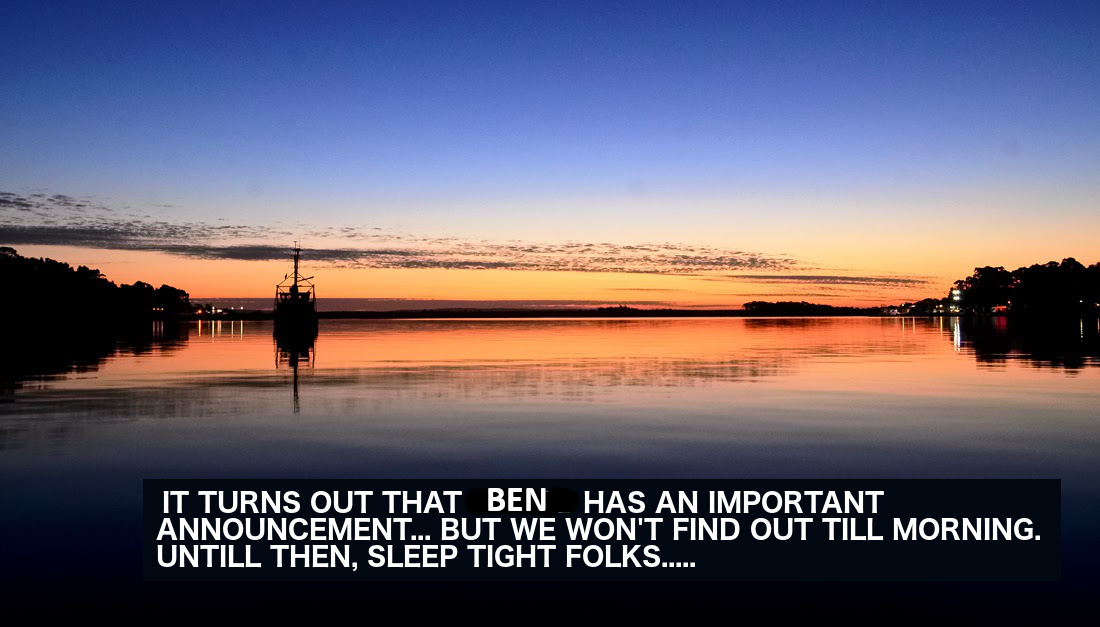 IT TURNS OUT THAT BEN HAS AN IMPORTANT
ANNOUNCEMENT... BUT WE WON'T FIND OUT TILL MORNING.
UNTILL THEN, SLEEP TIGHT FOLKS.....